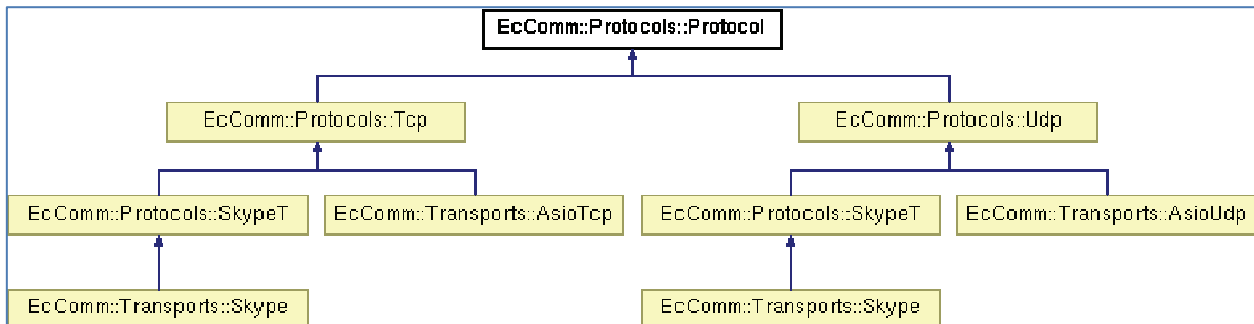 EcComm::Protocols::Protocol
EcComm::Protocols::Tcp
EcComm::Protocols::Udp
EcComm::Protocols::SkypeT
EcComm::Transports::AsioTcp
EcComm::Protocols::SkypeT
EcComm::Transports::AsioUdp
EcComm::Transports::Skype
EcComm::Transports::Skype